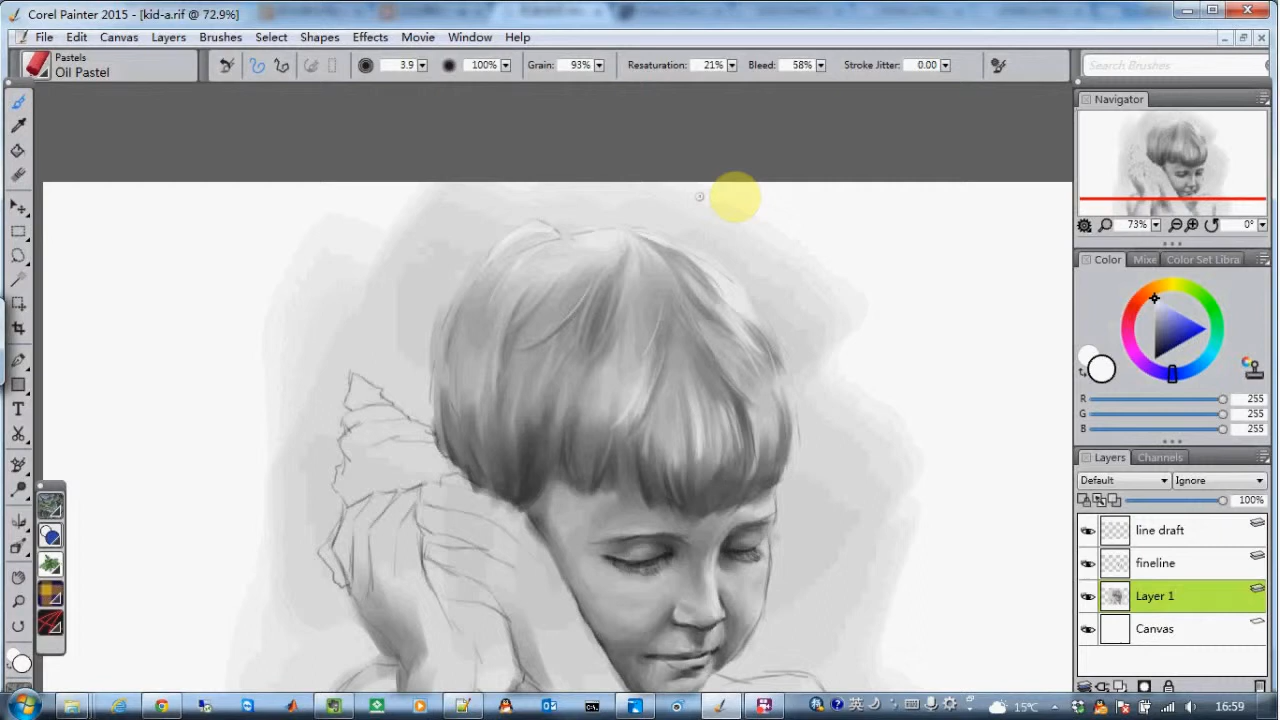 Corel Painter 2015 - [kid-a.rif @ 72.9%]
File Edit Canvas Layers Brushes Select Shapes Effects Movie Window Help
Pastels
Oil Pastel
3.9 100% Grain: 93% Resaturation: 21% Bleed: 58% Stroke Jitter: 0.00
Search Brushes
Navigator
73% 0°
Color Mixe Color Set Libra
R 255
G 255
B 255
Layers Channels
Default Ignore
100%
line draft
fineline
Layer 1
Canvas
英 15℃ 16:59